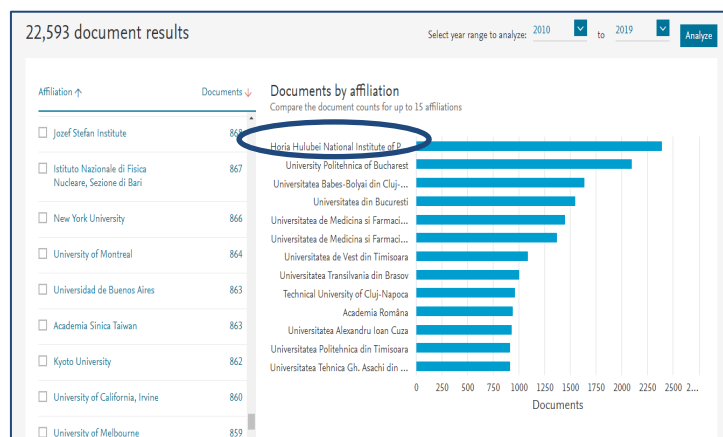 22,593 document results
Select year range to analyze: 2010 to 2019 Analyze
Affiliation ↑ Documents ↓
Jozef Stefan Institute 868
Istituto Nazionale di Fisica
Nucleare, Sezione di Bari 867
New York University 866
University of Montreal 864
Universidad de Buenos Aires 863
Academia Sinica Taiwan 863
Kyoto University 862
University of California, Irvine 860
University of Melbourne 859
Documents by affiliation
Compare the document counts for up to 15 affiliations
Horia Hulubei National Institute of P...
University Politehnica of Bucharest
Universitatea Babes-Bolyai din Cluj-...
Universitatea din Bucuresti
Universitatea de Medicina si Farmaci...
Universitatea de Medicina si Farmaci...
Universitatea de Vest din Timisoara
Universitatea Transilvania din Brasov
Technical University of Cluj-Napoca
Academia Română
Universitatea Alexandru Ioan Cuza
Universitatea Politehnica din Timisoara
Universitatea Tehnica Gh. Asachi din ...
0 250 500 750 1000 1250 1500 1750 2000 2250 2500 2...
Documents